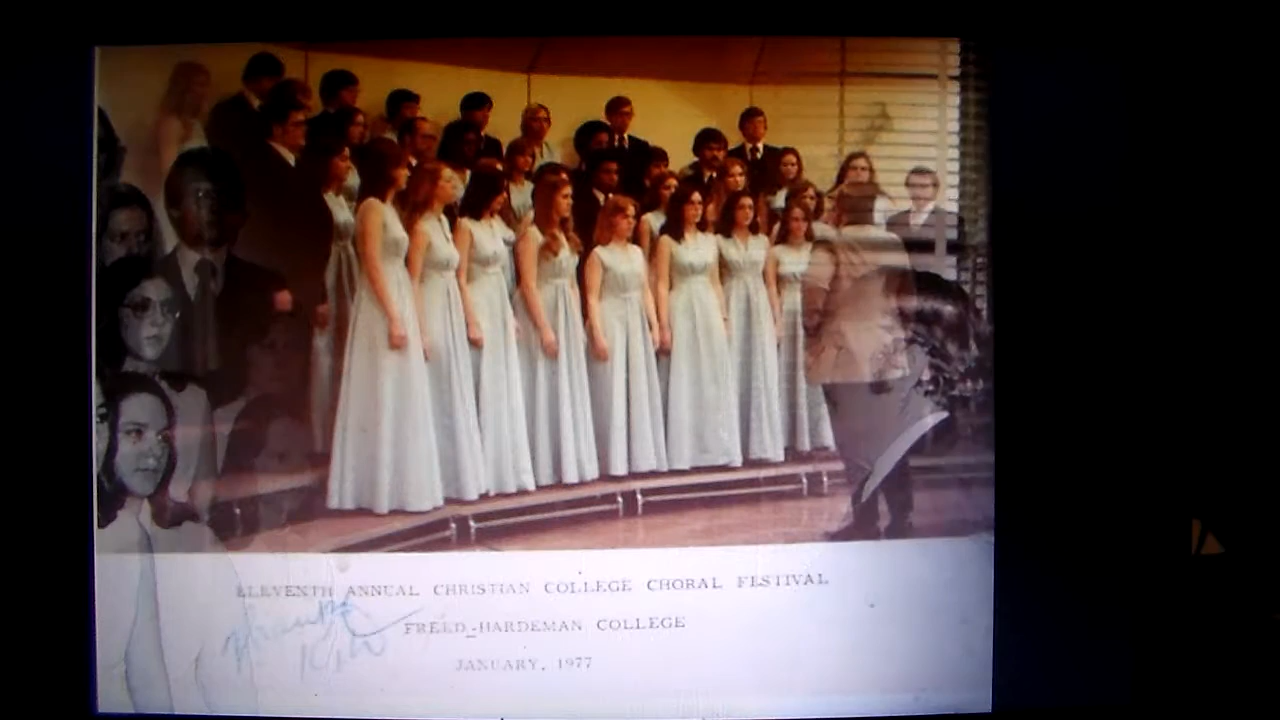 ELEVENTH ANNUAL CHRISTIAN COLLEGE CHORAL FESTIVAL
FREED-HARDEMAN COLLEGE
JANUARY, 1977